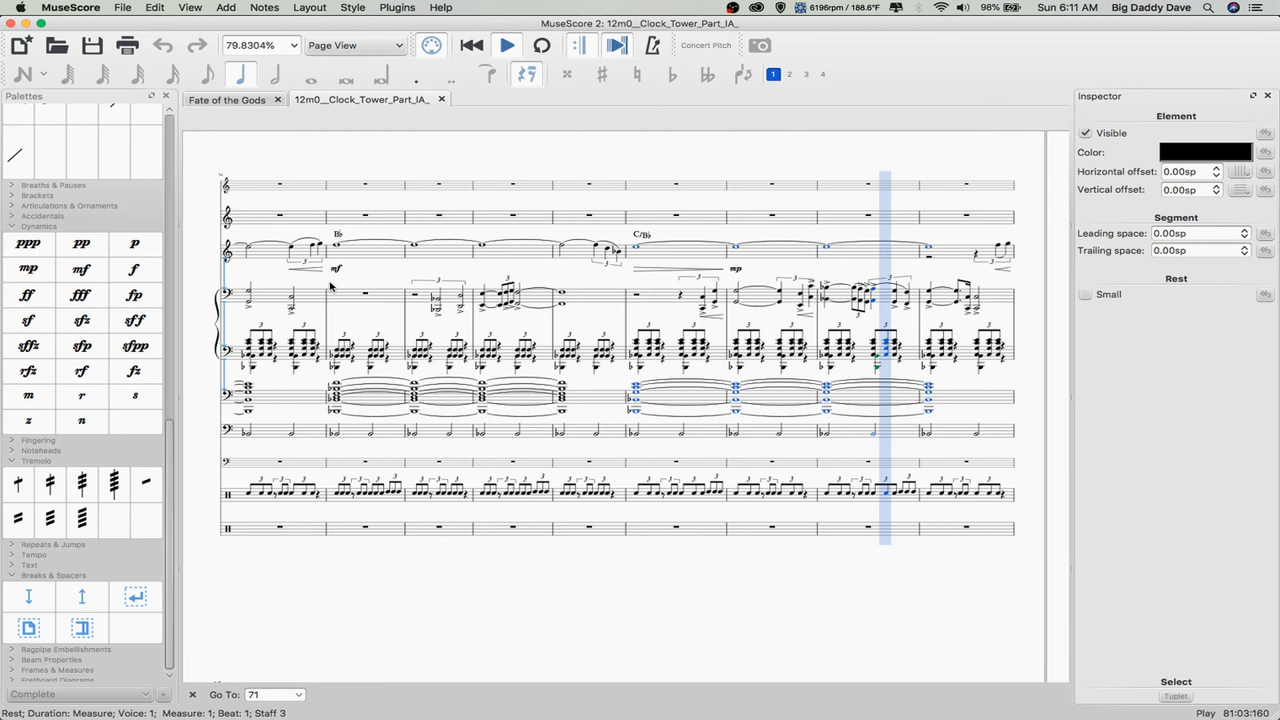 MuseScore File Edit View Add Notes Layout Style Plugins Help 6196rpm / 188.6°F 98% Sun 6:11 AM Big Daddy Dave
MuseScore 2: 12m0__Clock_Tower_Part_IA_
79.8304% Page View Concert Pitch
1 2 3 4
Palettes
Fate of the Gods 12m0__Clock_Tower_Part_IA_
Inspector
Element
Visible
Color:
Horizontal offset: 0.00sp
Vertical offset: 0.00sp
Segment
Leading space: 0.00sp
Trailing space: 0.00sp
Rest
Small
Select
Tuplet
Breaths & Pauses
Brackets
Articulations & Ornaments
Accidentals
Dynamics
ppp pp p
mp mf f
ff fff fp
sf sfz sff
sffz sfp sfpp
rfz rf fz
m r s
z n
Fingering
Noteheads
Tremolo
Repeats & Jumps
Tempo
Text
Breaks & Spacers
Bagpipe Embellishments
Beam Properties
Frames & Measures
Fretboard Diagrams
Complete
B♭ C/B♭
mf mp
Go To: 71
Rest; Duration: Measure; Voice: 1; Measure: 1; Beat: 1; Staff 3
Play 81:03:160